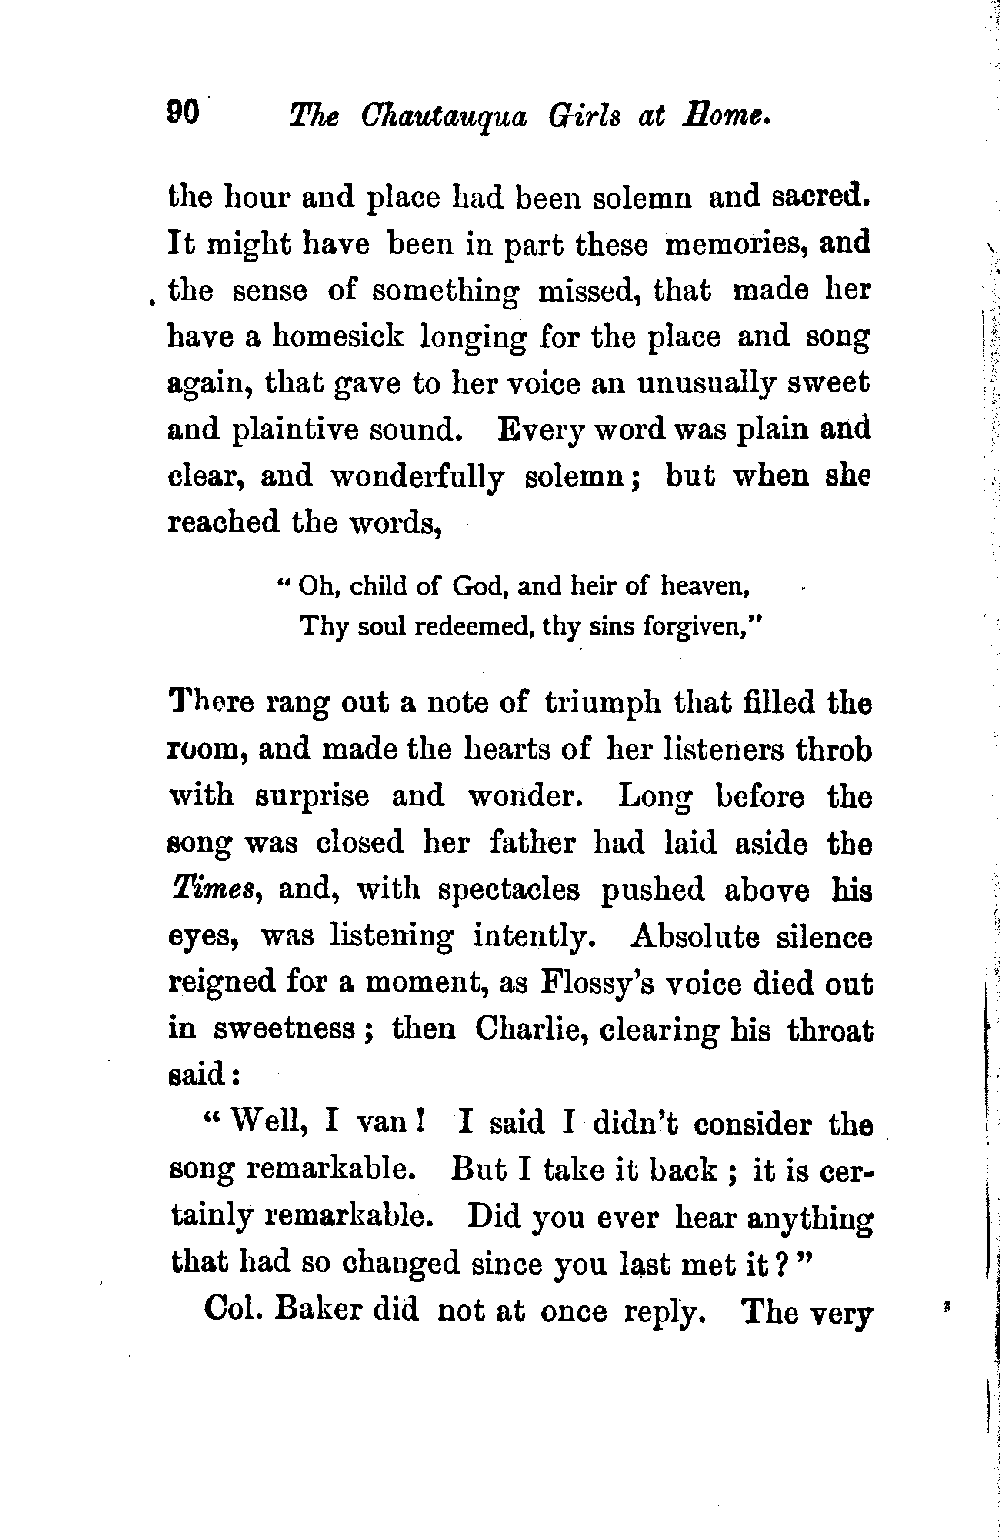 90 The Chautauqua Girls at Home.
the hour and place had been solemn and sacred.
It might have been in part these memories, and
the sense of something missed, that made her
have a homesick longing for the place and song
again, that gave to her voice an unusually sweet
and plaintive sound. Every word was plain and
clear, and wonderfully solemn; but when she
reached the words,
“ Oh, child of God, and heir of heaven,
Thy soul redeemed, thy sins forgiven,”
There rang out a note of triumph that filled the
room, and made the hearts of her listeners throb
with surprise and wonder. Long before the
song was closed her father had laid aside the
Times, and, with spectacles pushed above his
eyes, was listening intently. Absolute silence
reigned for a moment, as Flossy’s voice died out
in sweetness; then Charlie, clearing his throat
said:
“ Well, I van! I said I didn’t consider the
song remarkable. But I take it back; it is cer-
tainly remarkable. Did you ever hear anything
that had so changed since you last met it?”
Col. Baker did not at once reply. The very